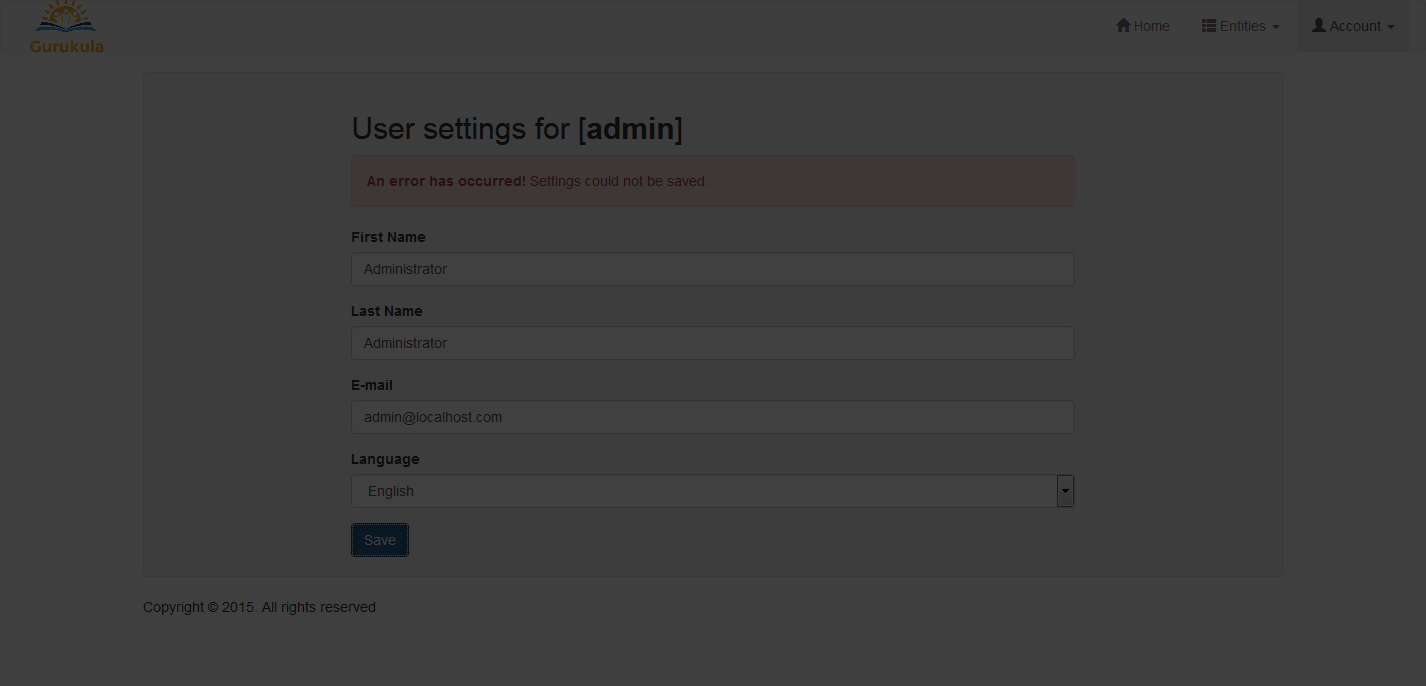 Gurukula
Home Entities Account
User settings for [admin]
An error has occurred! Settings could not be saved.
First Name
Administrator
Last Name
Administrator
E-mail
admin@localhost.com
Language
English
Save
Copyright © 2015. All rights reserved